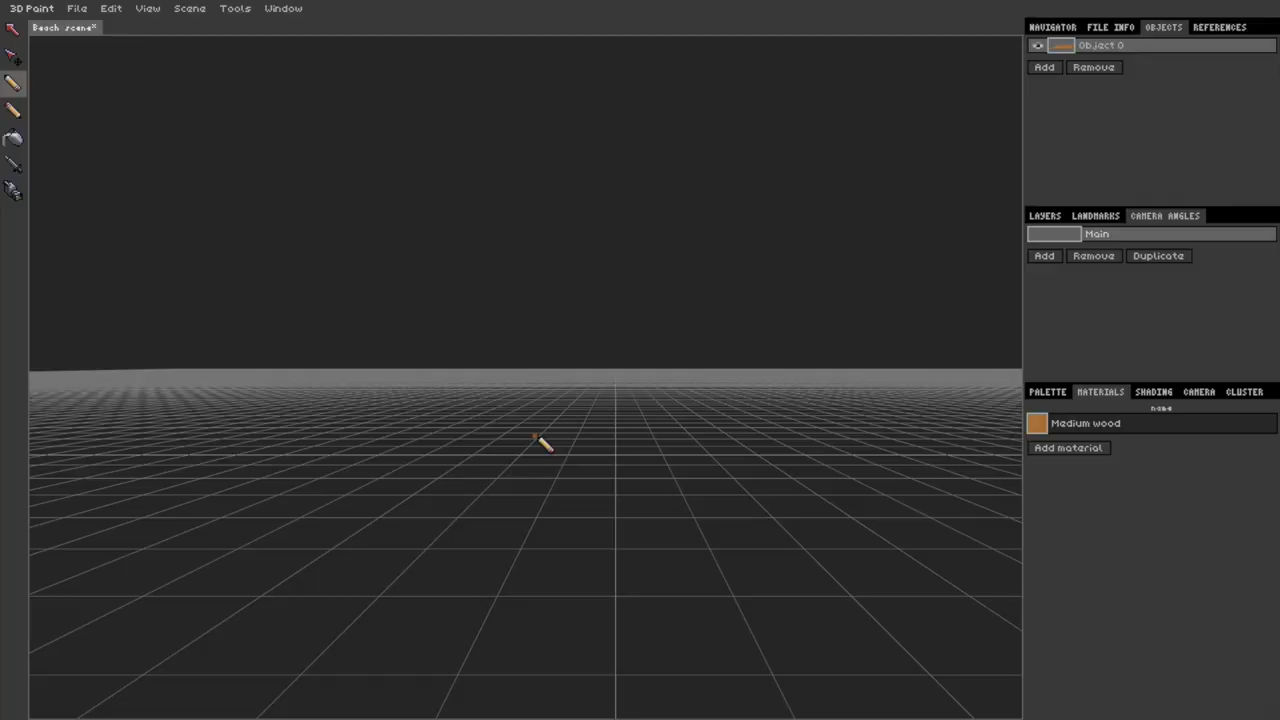 3D Paint File Edit View Scene Tools Window
Beach scene*
NAVIGATOR FILE INFO OBJECTS REFERENCES
Object 0
Add Remove
LAYERS LANDMARKS CAMERA ANGLES
Main
Add Remove Duplicate
PALETTE MATERIALS SHADING CAMERA CLUSTER
name
Medium wood
Add material